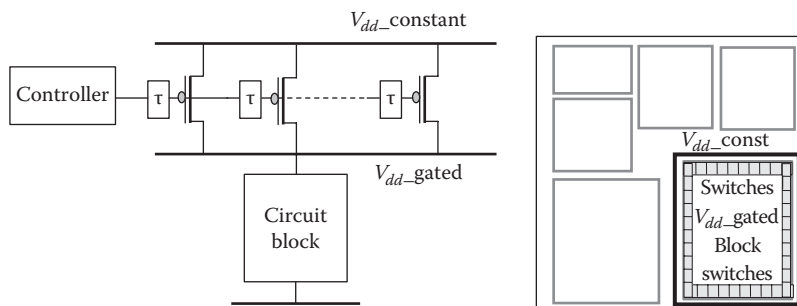 V_dd_constant
Controller
τ
τ
τ
V_dd_gated
Circuit
block
V_dd_const
Switches
V_dd_gated
Block
switches